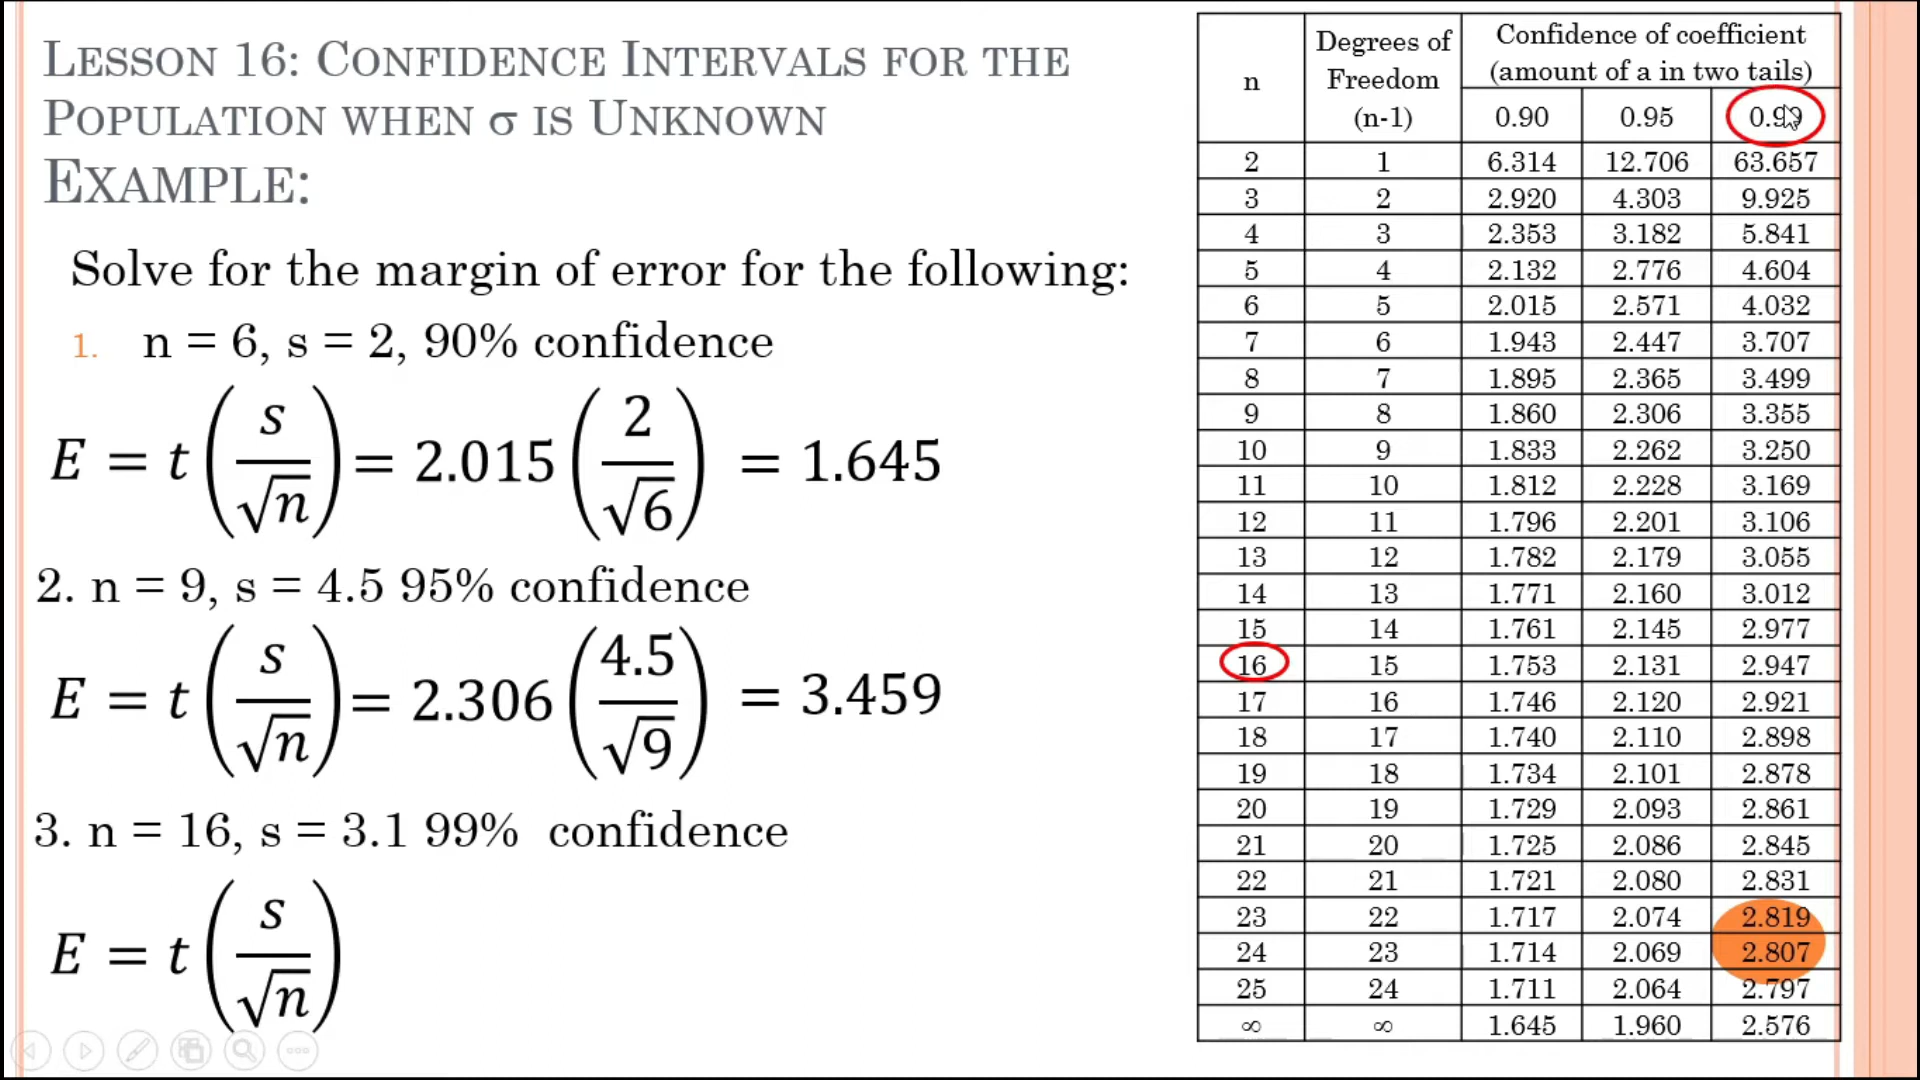 LESSON 16: CONFIDENCE INTERVALS FOR THE
POPULATION WHEN σ IS UNKNOWN
EXAMPLE:
Solve for the margin of error for the following:
1. n = 6, s = 2, 90% confidence
E = t(s/√n) = 2.015(2/√6) = 1.645
2. n = 9, s = 4.5 95% confidence
E = t(s/√n) = 2.306(4.5/√9) = 3.459
3. n = 16, s = 3.1 99% confidence
E = t(s/√n)
n
Degrees of
Freedom
(n-1)
Confidence of coefficient
(amount of a in two tails)
0.90 0.95 0.99
2 1 6.314 12.706 63.657
3 2 2.920 4.303 9.925
4 3 2.353 3.182 5.841
5 4 2.132 2.776 4.604
6 5 2.015 2.571 4.032
7 6 1.943 2.447 3.707
8 7 1.895 2.365 3.499
9 8 1.860 2.306 3.355
10 9 1.833 2.262 3.250
11 10 1.812 2.228 3.169
12 11 1.796 2.201 3.106
13 12 1.782 2.179 3.055
14 13 1.771 2.160 3.012
15 14 1.761 2.145 2.977
16 15 1.753 2.131 2.947
17 16 1.746 2.120 2.921
18 17 1.740 2.110 2.898
19 18 1.734 2.101 2.878
20 19 1.729 2.093 2.861
21 20 1.725 2.086 2.845
22 21 1.721 2.080 2.831
23 22 1.717 2.074 2.819
24 23 1.714 2.069 2.807
25 24 1.711 2.064 2.797
∞ ∞ 1.645 1.960 2.576